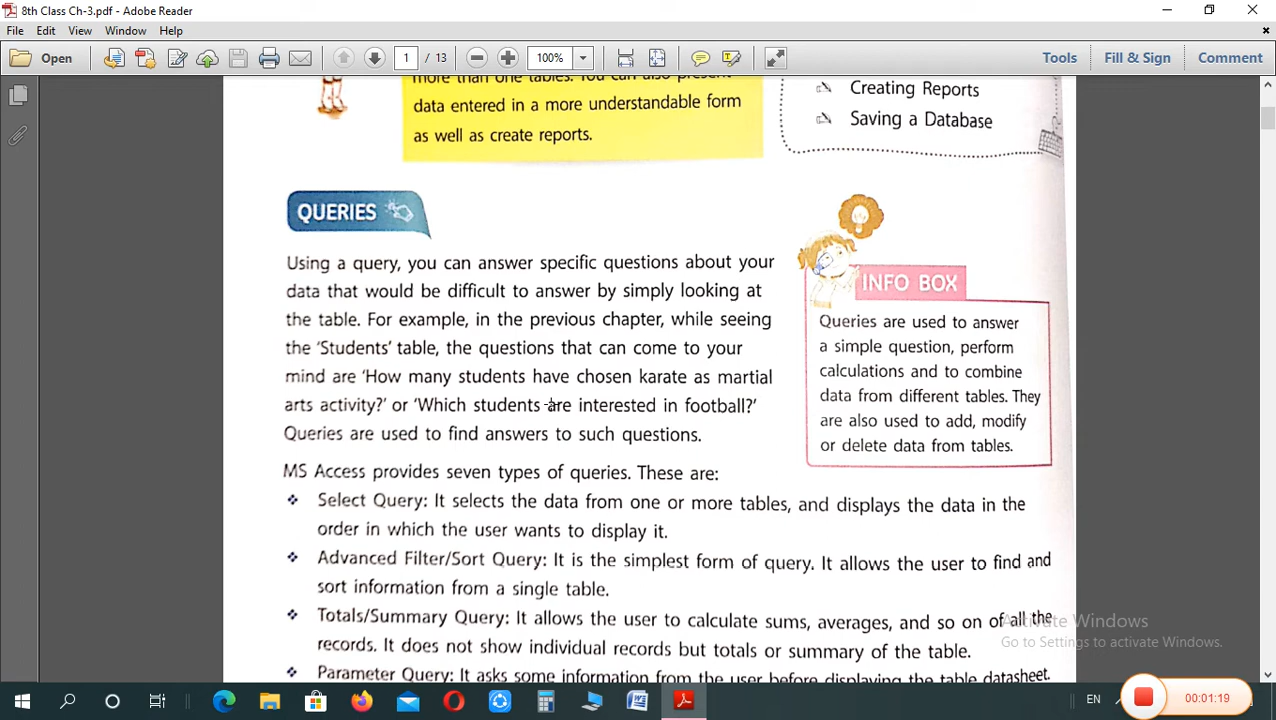 8th Class Ch-3.pdf - Adobe Reader
File Edit View Window Help
Open 1 / 13 100% Tools Fill & Sign Comment
more than one tables. You can also present
data entered in a more understandable form
as well as create reports.
Creating Reports
Saving a Database
QUERIES
Using a query, you can answer specific questions about your
data that would be difficult to answer by simply looking at
the table. For example, in the previous chapter, while seeing
the 'Students' table, the questions that can come to your
mind are 'How many students have chosen karate as martial
arts activity?' or 'Which students are interested in football?'
Queries are used to find answers to such questions.
INFO BOX
Queries are used to answer
a simple question, perform
calculations and to combine
data from different tables. They
are also used to add, modify
or delete data from tables.
MS Access provides seven types of queries. These are:
❖ Select Query: It selects the data from one or more tables, and displays the data in the
order in which the user wants to display it.
❖ Advanced Filter/Sort Query: It is the simplest form of query. It allows the user to find and
sort information from a single table.
❖ Totals/Summary Query: It allows the user to calculate sums, averages, and so on of all the
records. It does not show individual records but totals or summary of the table.
❖ Parameter Query: It asks some information from the user before displaying the table datasheet.
Activate Windows
Go to Settings to activate Windows.
EN 00:01:19